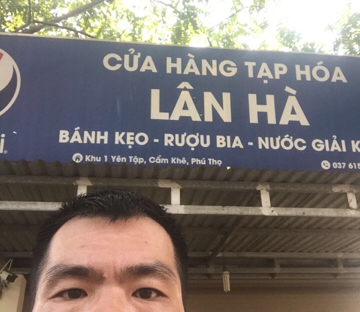 CỬA HÀNG TẠP HÓA
LÂN HÀ
BÁNH KẸO - RƯỢU BIA - NƯỚC GIẢI K
Khu 1 Yên Tập, Cẩm Khê, Phú Thọ
037 615